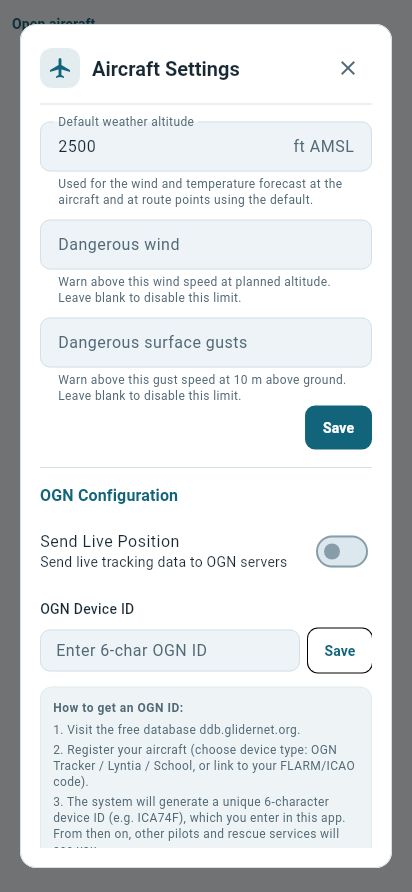 Open aircraft
Aircraft Settings
Default weather altitude
2500 ft AMSL
Used for the wind and temperature forecast at the
aircraft and at route points using the default.
Dangerous wind
Warn above this wind speed at planned altitude.
Leave blank to disable this limit.
Dangerous surface gusts
Warn above this gust speed at 10 m above ground.
Leave blank to disable this limit.
Save
OGN Configuration
Send Live Position
Send live tracking data to OGN servers
OGN Device ID
Enter 6-char OGN ID
Save
How to get an OGN ID:
1. Visit the free database ddb.glidernet.org.
2. Register your aircraft (choose device type: OGN
Tracker / Lyntia / School, or link to your FLARM/ICAO
code).
3. The system will generate a unique 6-character
device ID (e.g. ICA74F), which you enter in this app.
From then on, other pilots and rescue services will